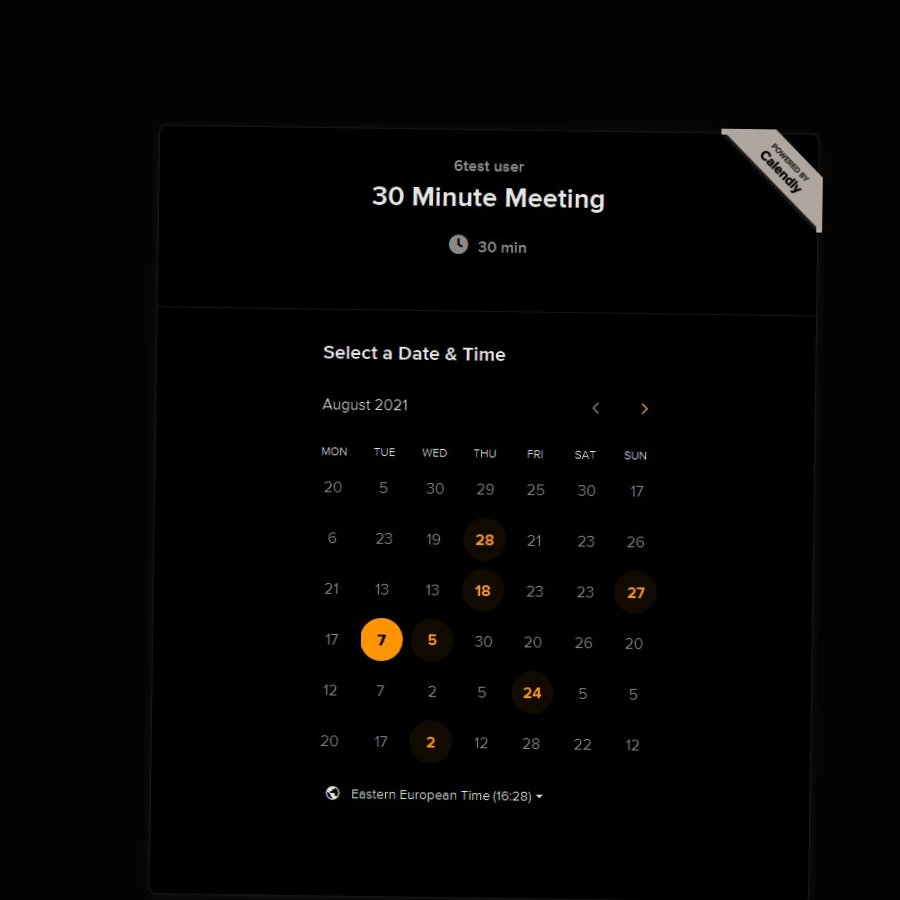 POWERED BY
Calendly
6test user
30 Minute Meeting
30 min
Select a Date & Time
August 2021
MON TUE WED THU FRI SAT SUN
20 5 30 29 25 30 17
6 23 19 28 21 23 26
21 13 13 18 23 23 27
17 7 5 30 20 26 20
12 7 2 5 24 5 5
20 17 2 12 28 22 12
Eastern European Time (16:28)